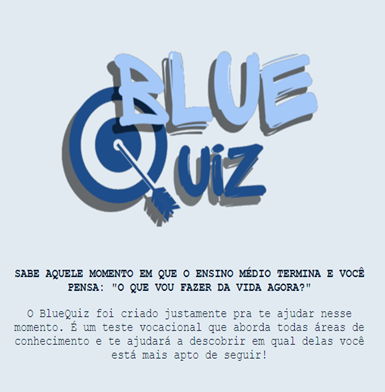 BLUE
QUIZ
SABE AQUELE MOMENTO EM QUE O ENSINO MÉDIO TERMINA E VOCÊ
PENSA: "O QUE VOU FAZER DA VIDA AGORA?"
O BlueQuiz foi criado justamente pra te ajudar nesse
momento. É um teste vocacional que aborda todas áreas de
conhecimento e te ajudará a descobrir em qual delas você
está mais apto de seguir!